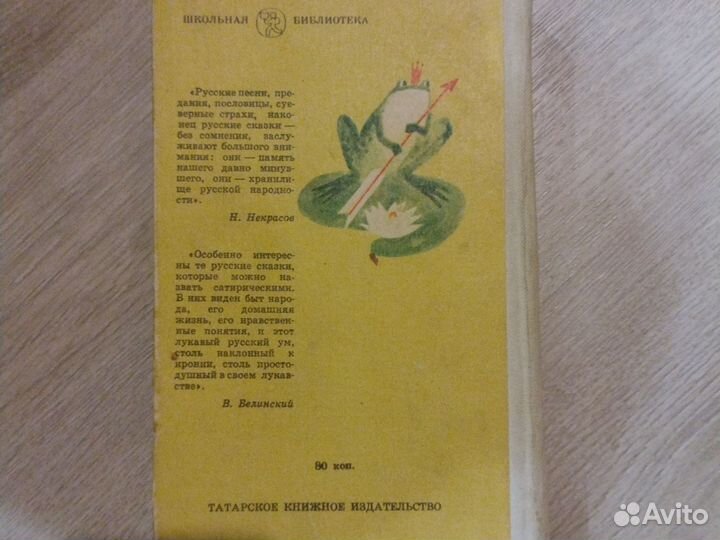 ШКОЛЬНАЯ БИБЛИОТЕКА
«Русские песни, пре-
дания, пословицы, суе-
верные страхи, нако-
нец русские сказки —
без сомнения, заслу-
живают большого вни-
мания: они — память
нашего давно минув-
шего, они — хранили-
ще русской народно-
сти».
Н. Некрасов
«Особенно интерес-
ны те русские сказки,
которые можно на-
звать сатирическими.
В них виден быт наро-
да, его домашняя
жизнь, его нравствен-
ные понятия, и этот
лукавый русский ум,
столь наклонный к
иронии, столь просто-
душный в своем лукав-
стве».
В. Белинский
80 коп.
ТАТАРСКОЕ КНИЖНОЕ ИЗДАТЕЛЬСТВО
Avito